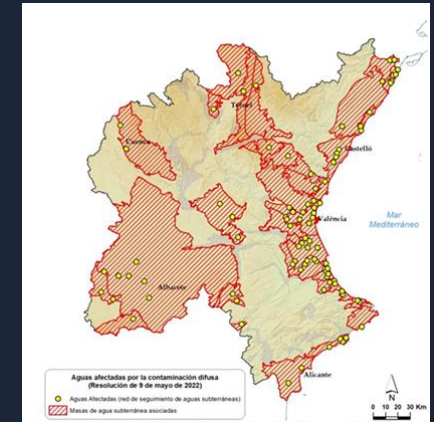 Teruel
Cuenca
Castelló
València
Mar
Mediterráneo
Albacete
Alicante
Aguas afectadas por la contaminación difusa
(Resolución de 9 de mayo de 2022)
Aguas Afectadas (red de seguimiento de aguas subterráneas)
Masas de agua subterránea asociadas
N
0 10 20 30 Km